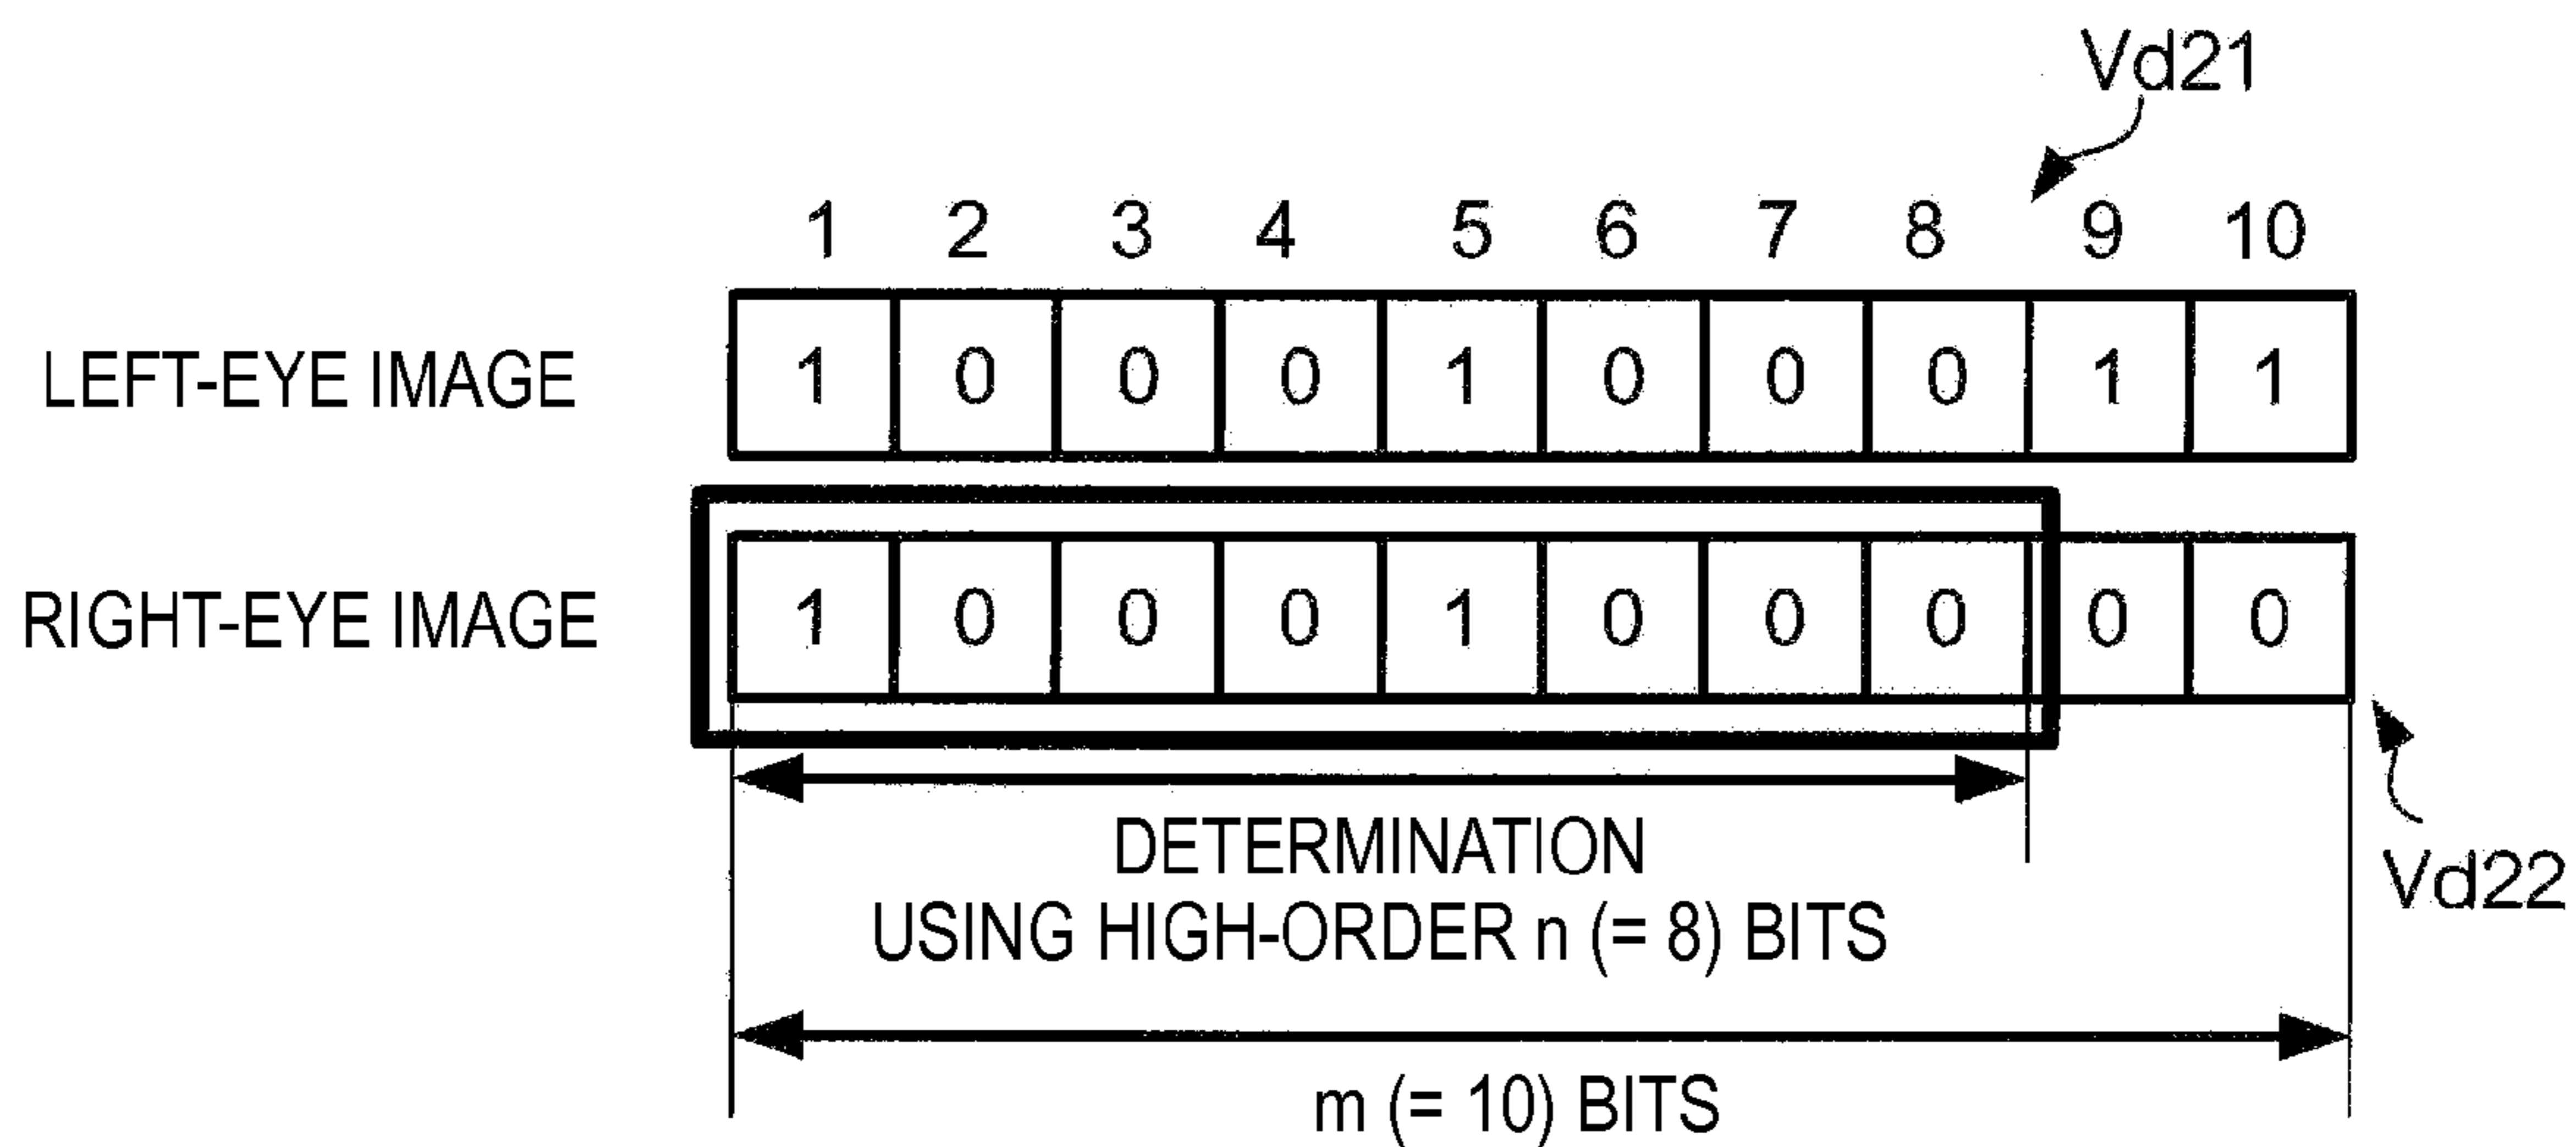 Vd21
1 2 3 4 5 6 7 8 9 10
LEFT-EYE IMAGE 1 0 0 0 1 0 0 0 1 1
RIGHT-EYE IMAGE 1 0 0 0 1 0 0 0 0 0
DETERMINATION
USING HIGH-ORDER n (= 8) BITS
Vd22
m (= 10) BITS